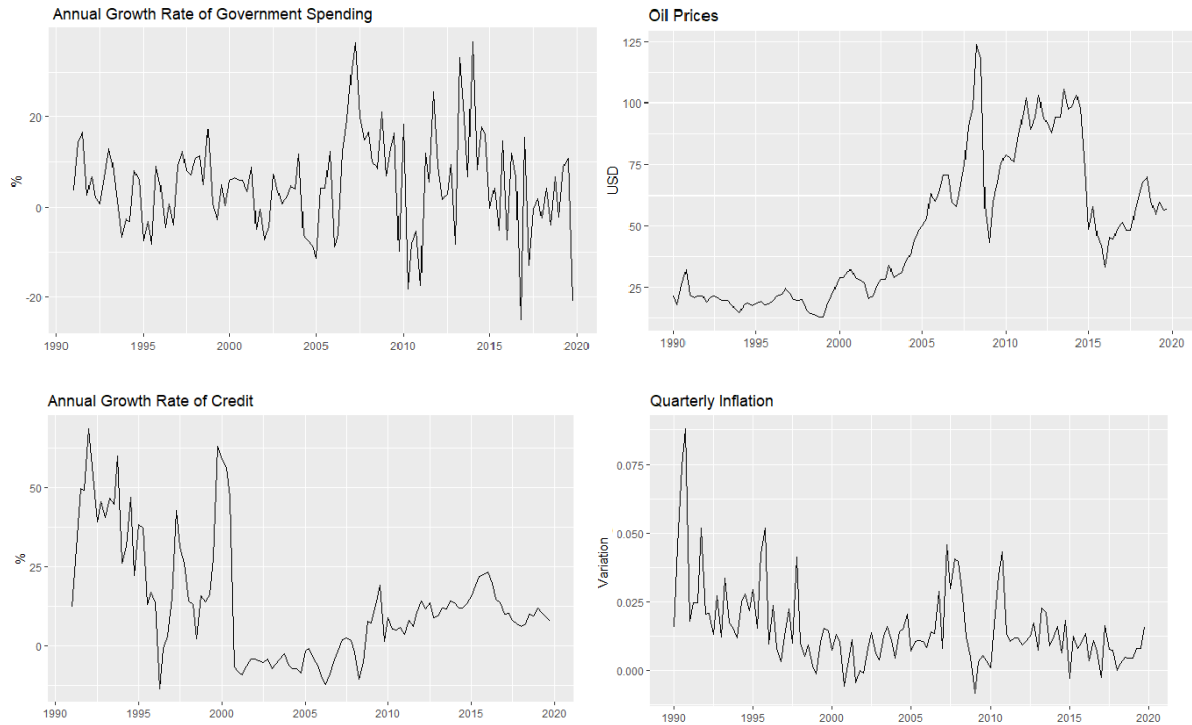 Annual Growth Rate of Government Spending
%
20
0
-20
1990 1995 2000 2005 2010 2015 2020
Oil Prices
USD
125
100
75
50
25
1990 1995 2000 2005 2010 2015 2020
Annual Growth Rate of Credit
%
50
25
0
1990 1995 2000 2005 2010 2015 2020
Quarterly Inflation
Variation
0.075
0.050
0.025
0.000
1990 1995 2000 2005 2010 2015 2020